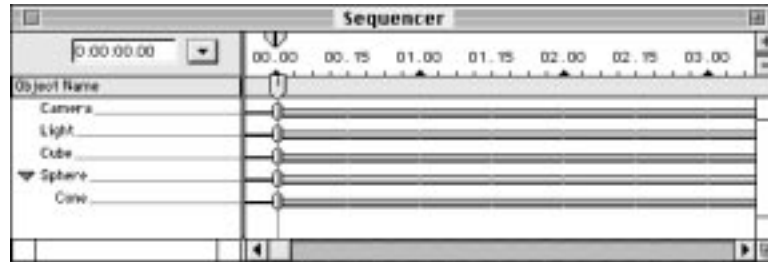 Sequencer
0:00:00.00
00.00 00.15 01.00 01.15 02.00 02.15 03.00
Object Name
Camera
Light
Cube
Sphere
Cone